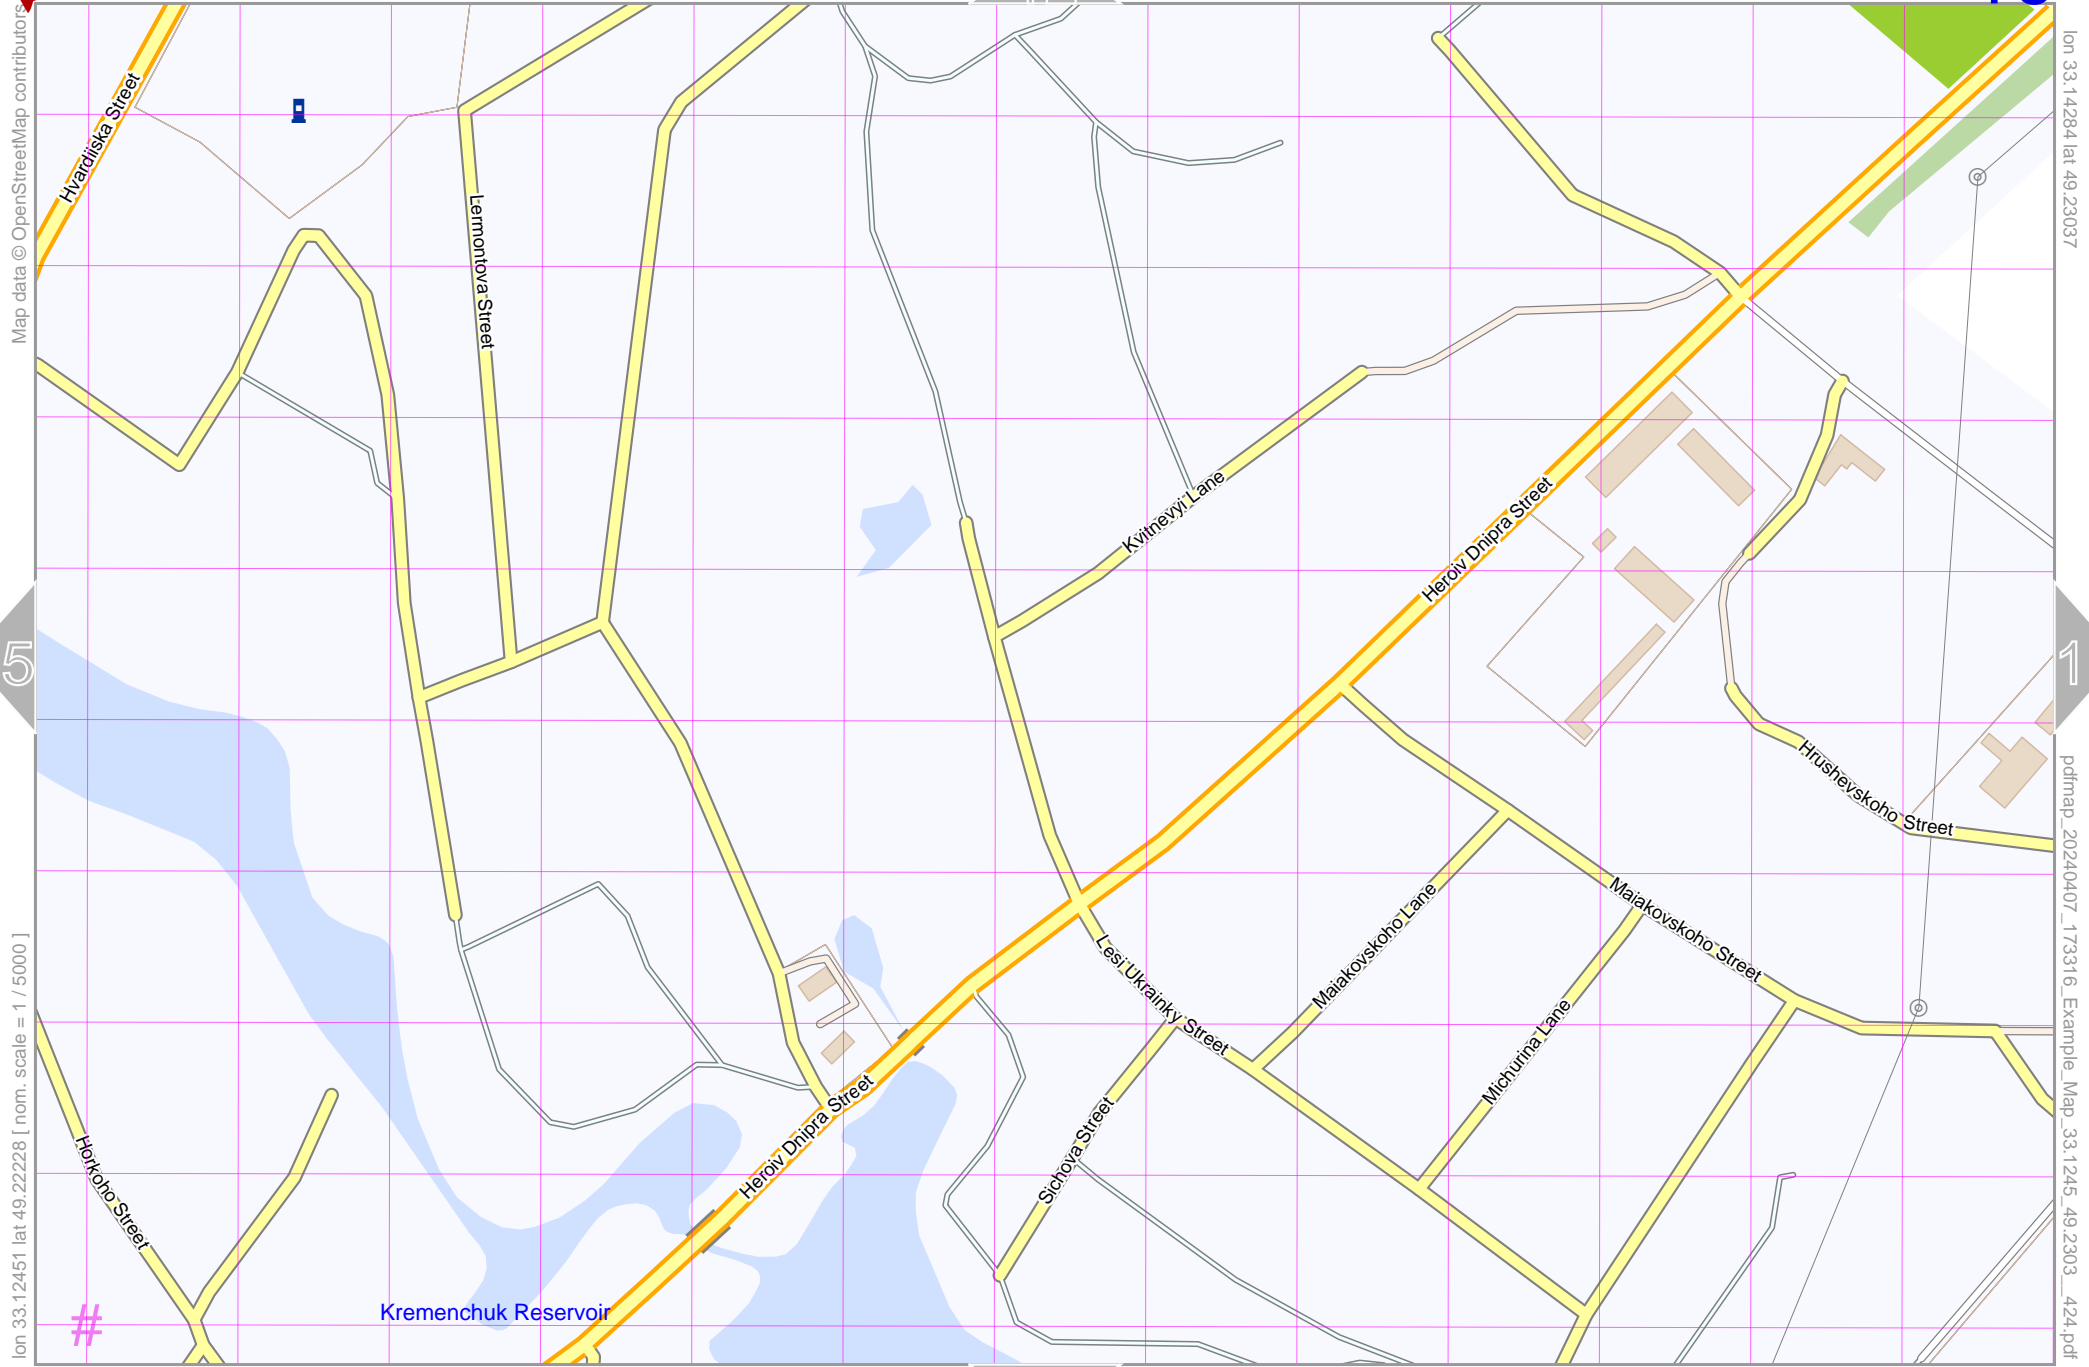 Map data © OpenStreetMap contributors
lon 33.14284 lat 49.23037
Hvardiiska Street
Lermontova Street
Kvitnevyi Lane
Heroiv Dnipra Street
5
1
Hrushevskoho Street
Maiakovskoho Street
Maiakovskoho Lane
Lesi Ukrainky Street
Michurina Lane
Heroiv Dnipra Street
Sichova Street
Horkoho Street
Kremenchuk Reservoir
#
lon 33.12451 lat 49.22228 [ nom. scale = 1 / 5000 ]
pdfmap_20240407_173316_Example_Map_33.1245_49.2303__424.pdf